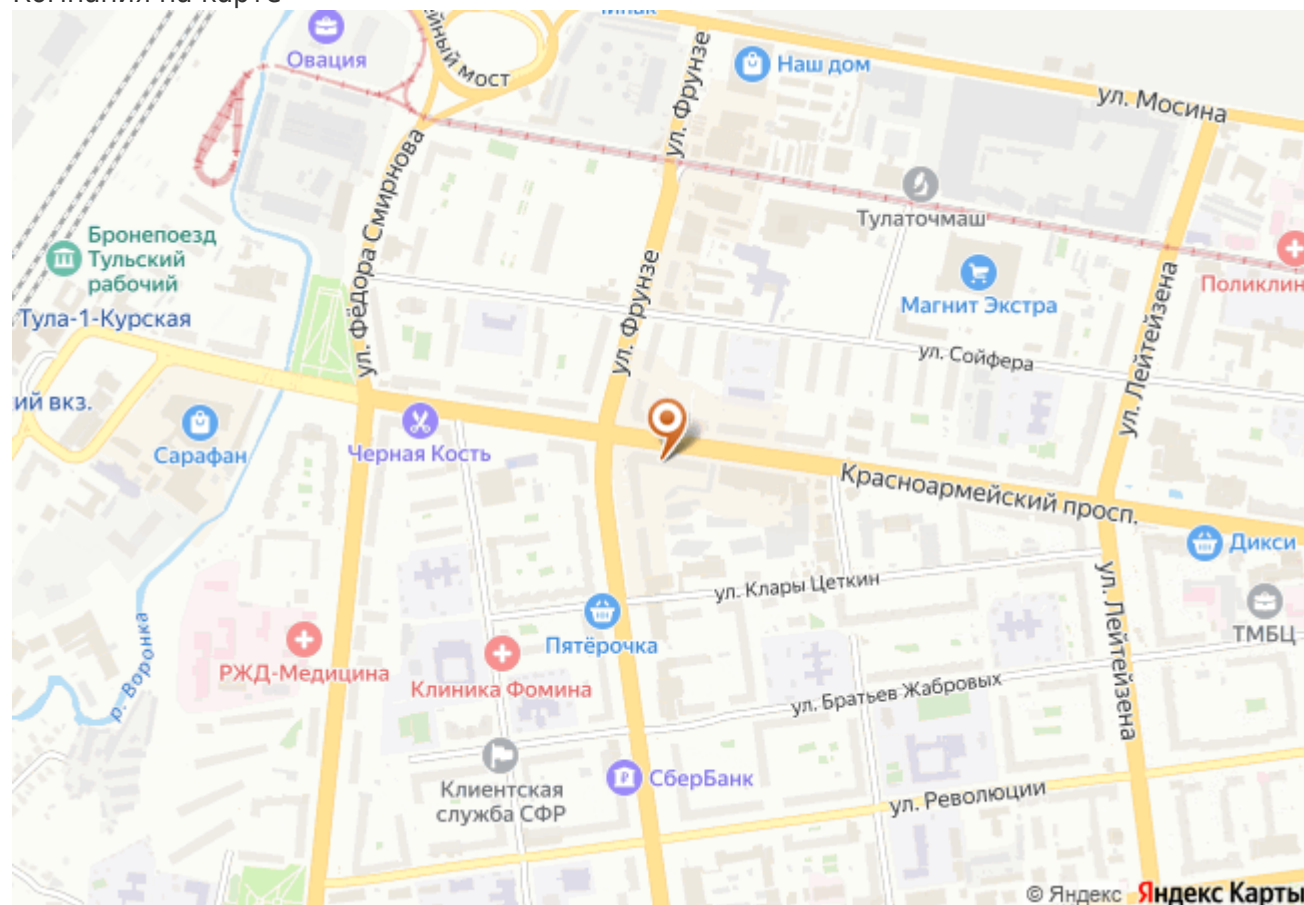 Компания на карте
Овация
мост
ул. Фрунзе
Наш дом
ул. Мосина
ул. Фёдора Смирнова
Тулаточмаш
Бронепоезд
Тульский
рабочий
Тула-1-Курская
ул. Фрунзе
Магнит Экстра
Поликлин
ул. Сойфера
ул. Лейтейзена
ий вкз.
Сарафан
Черная Кость
Красноармейский просп.
Дикси
ул. Клары Цеткин
ул. Лейтейзена
ТМБЦ
Пятёрочка
р. Воронка
РЖД-Медицина
Клиника Фомина
ул. Братьев Жабровых
Клиентская
служба СФР
СберБанк
ул. Революции
© Яндекс Яндекс Карты